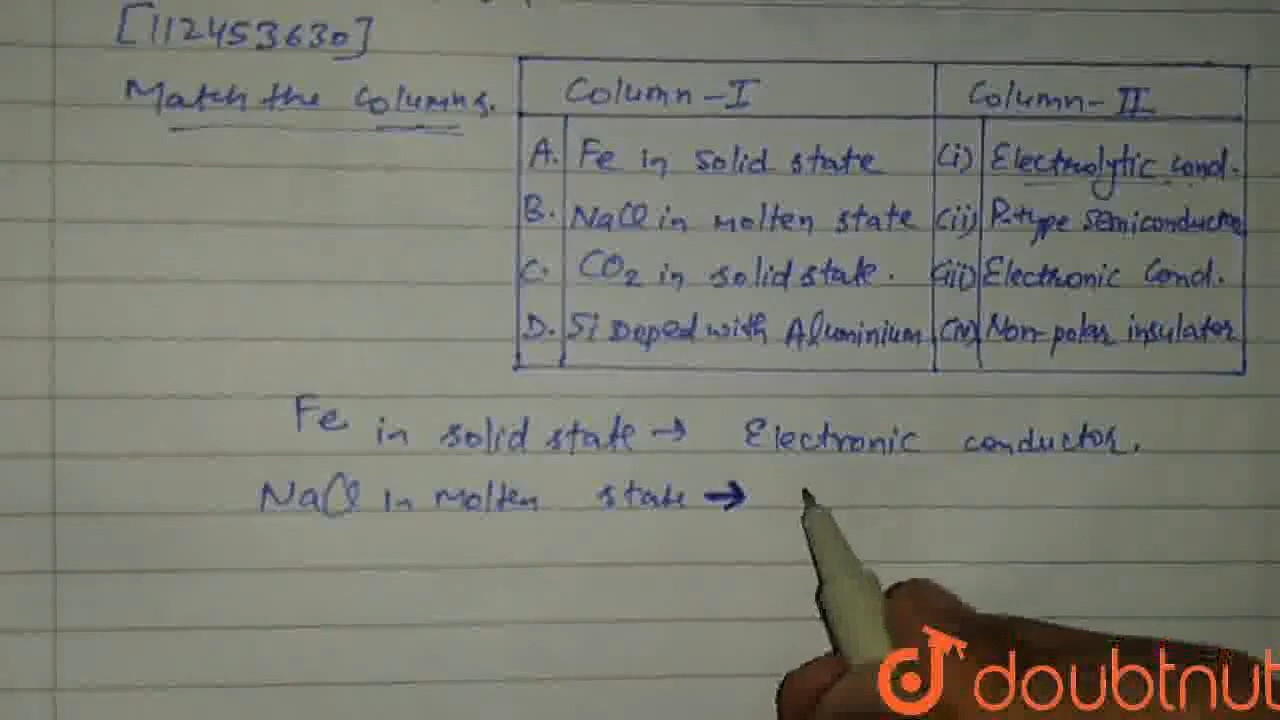 [112453630]
Match the columns.
Column-I Column-II
A. Fe in solid state (i) Electrolytic cond.
B. NaCl in molten state (ii) P-type semiconductor
C. CO2 in solid state. (iii) Electronic Cond.
D. Si Doped with Aluminium (iv) Non-polar insulator
Fe in solid state → Electronic conductor.
NaCl in Molten state →
doubtnut